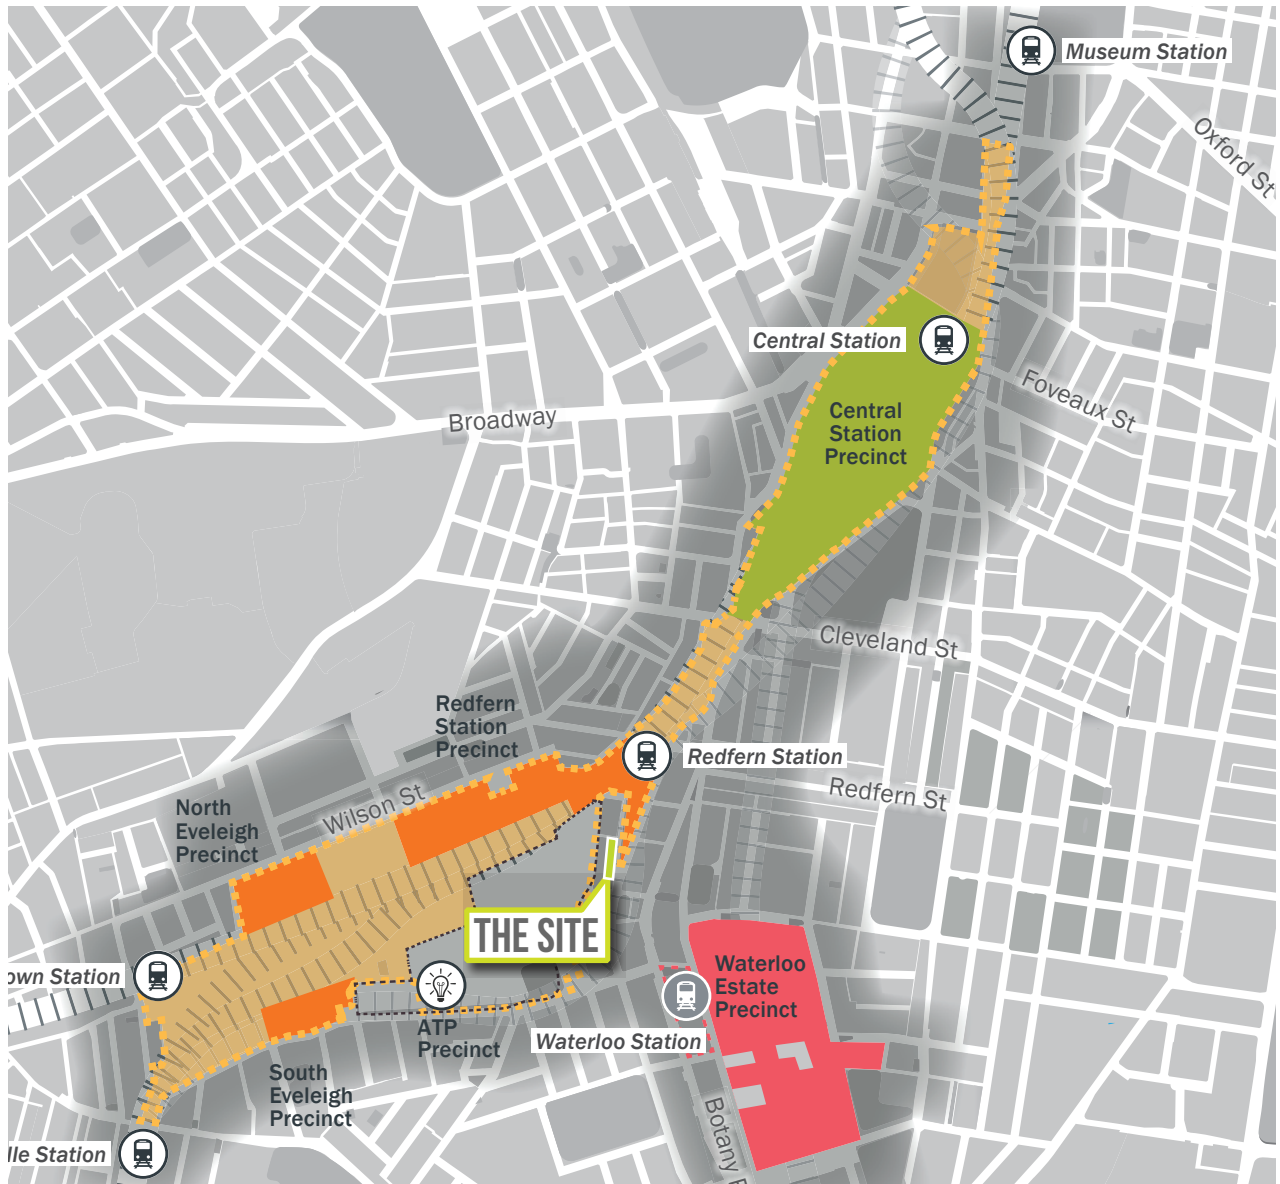 Museum Station
Oxford St
Central Station
Foveaux St
Central
Station
Precinct
Broadway
Cleveland St
Redfern
Station
Precinct
Redfern Station
Redfern St
Wilson St
North
Eveleigh
Precinct
THE SITE
own Station
Waterloo
Estate
Precinct
ATP
Precinct
Waterloo Station
South
Eveleigh
Precinct
Botany
lle Station